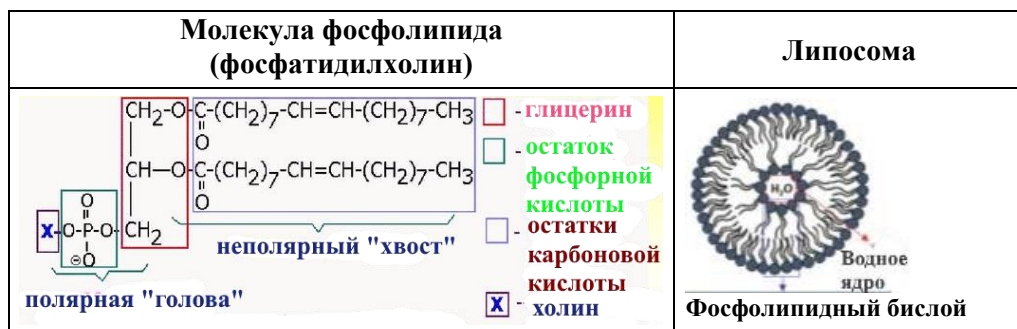 Молекула фосфолипида
(фосфатидилхолин)
Липосома
CH₂-O-C-(CH₂)₇-CH=CH-(CH₂)₇-CH₃
O
CH—O-C-(CH₂)₇-CH=CH-(CH₂)₇-CH₃
O
O
X-O-P-O-CH₂
O
⊖
неполярный "хвост"
полярная "голова"
- глицерин
- остаток
фосфорной
кислоты
- остатки
карбоновой
кислоты
X - холин
H₂O
Водное
ядро
Фосфолипидный бислой